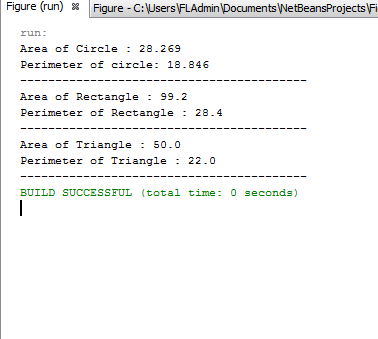 Figure (run)
Figure - C:\Users\FLAdmin\Documents\NetBeansProjects\Fi
run:
Area of Circle : 28.269
Perimeter of circle: 18.846
----------------------------------------
Area of Rectangle : 99.2
Perimeter of Rectangle : 28.4
----------------------------------------
Area of Triangle : 50.0
Perimeter of Triangle : 22.0
----------------------------------------
BUILD SUCCESSFUL (total time: 0 seconds)